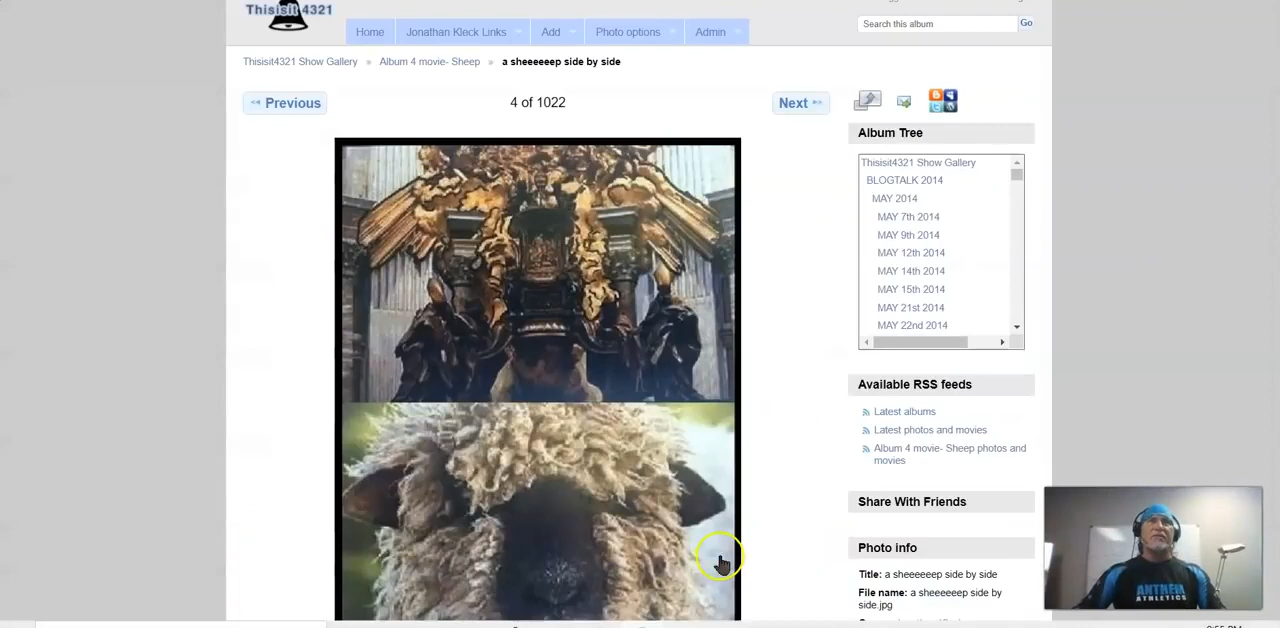 Thisisit4321
Home
Jonathan Kleck Links
Add
Photo options
Admin
Search this album
Go
Thisisit4321 Show Gallery » Album 4 movie- Sheep » a sheeeeeep side by side
Previous
4 of 1022
Next
Album Tree
Thisisit4321 Show Gallery
BLOGTALK 2014
MAY 2014
MAY 7th 2014
MAY 9th 2014
MAY 12th 2014
MAY 14th 2014
MAY 15th 2014
MAY 21st 2014
MAY 22nd 2014
Available RSS feeds
Latest albums
Latest photos and movies
Album 4 movie- Sheep photos and
movies
Share With Friends
Photo info
Title: a sheeeeeep side by side
File name: a sheeeeeep side by
side.jpg
ANTHEM
ATHLETICS